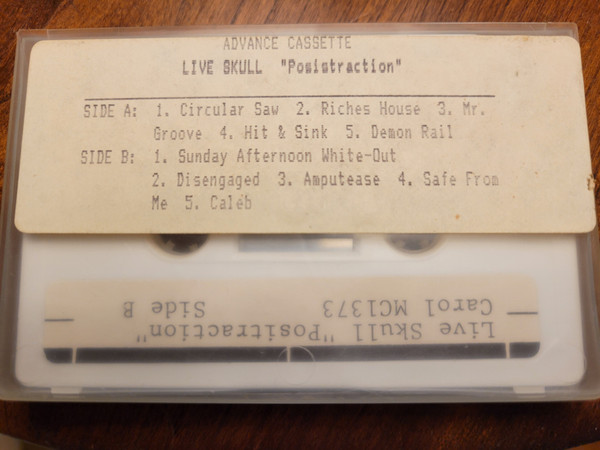 ADVANCE CASSETTE
LIVE SKULL "Posistraction"
SIDE A: 1. Circular Saw 2. Riches House 3. Mr.
Groove 4. Hit & Sink 5. Demon Rail
SIDE B: 1. Sunday Afternoon White-Out
2. Disengaged 3. Amputease 4. Safe From
Me 5. Caleb
Live Skull "Positraction"
Carol MC1373 Side B